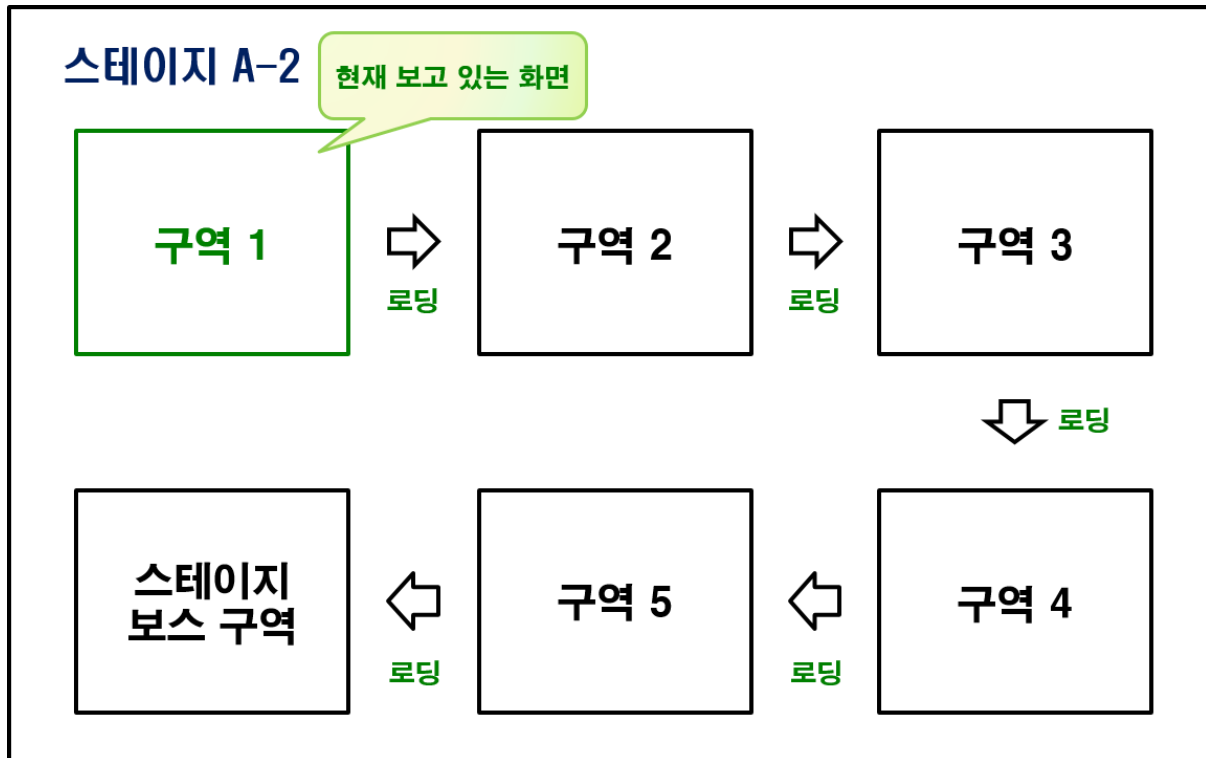 스테이지 A-2
현재 보고 있는 화면
구역 1
로딩
구역 2
로딩
구역 3
로딩
구역 4
로딩
구역 5
로딩
스테이지
보스 구역